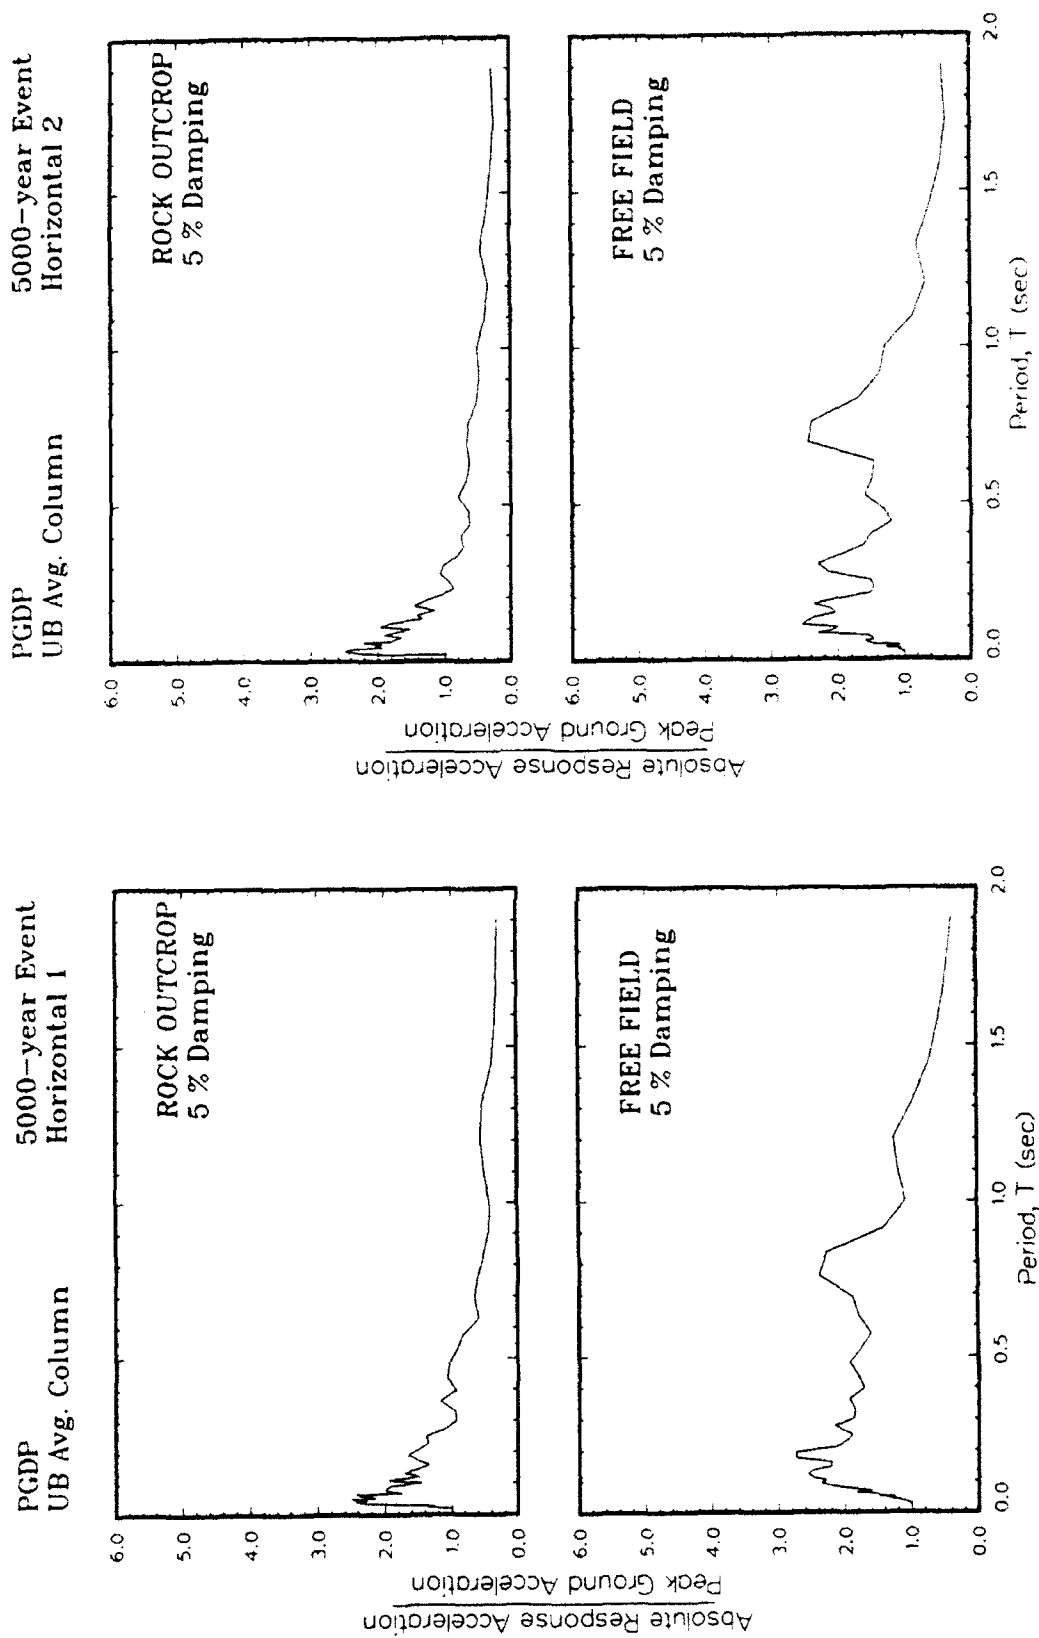 PGDP 5000-year Event
UB Avg. Column Horizontal 1
6.0
5.0
4.0
3.0
2.0
1.0
0.0
ROCK OUTCROP
5 % Damping
6.0
5.0
4.0
3.0
2.0
1.0
0.0
FREE FIELD
5 % Damping
Absolute Response Acceleration
Peak Ground Acceleration
0.0 0.5 1.0 1.5 2.0
Period, T (sec)
PGDP 5000-year Event
UB Avg. Column Horizontal 2
6.0
5.0
4.0
3.0
2.0
1.0
0.0
ROCK OUTCROP
5 % Damping
6.0
5.0
4.0
3.0
2.0
1.0
0.0
FREE FIELD
5 % Damping
Absolute Response Acceleration
Peak Ground Acceleration
0.0 0.5 1.0 1.5 2.0
Period, T (sec)